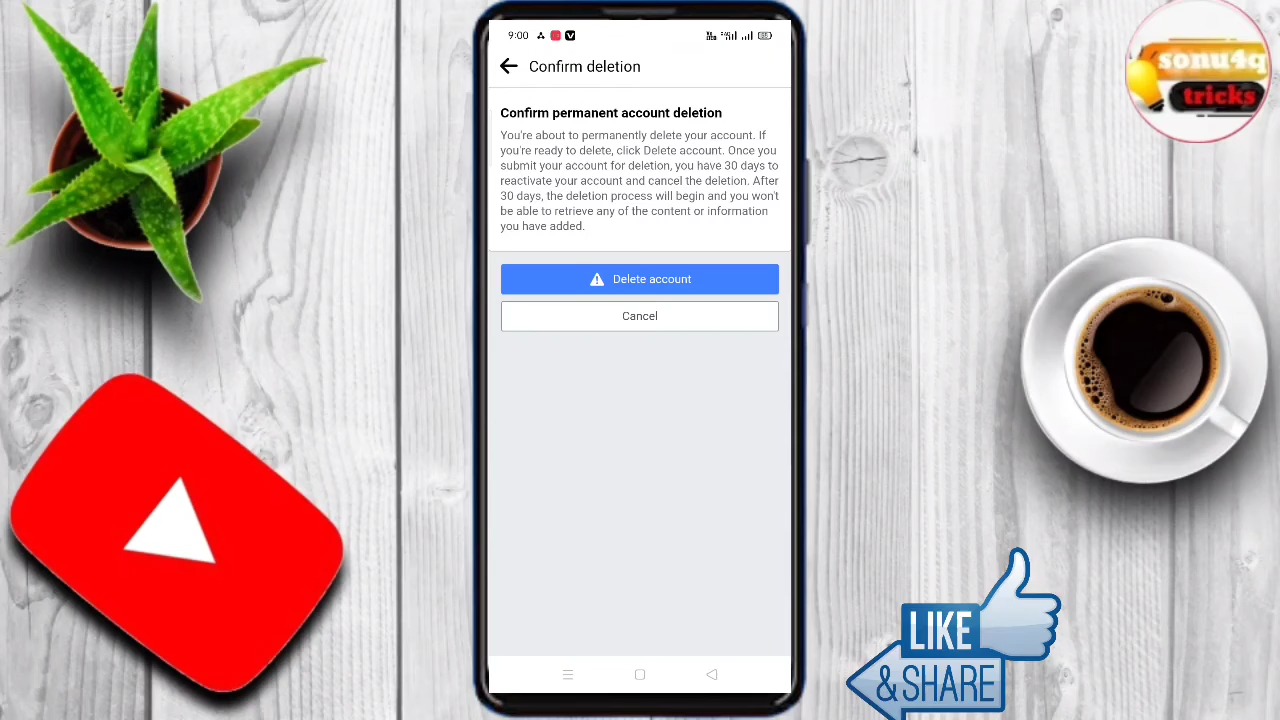 9:00
Confirm deletion
Confirm permanent account deletion
You're about to permanently delete your account. If
you're ready to delete, click Delete account. Once you
submit your account for deletion, you have 30 days to
reactivate your account and cancel the deletion. After
30 days, the deletion process will begin and you won't
be able to retrieve any of the content or information
you have added.
Delete account
Cancel
sonu4q
tricks
LIKE
& SHARE